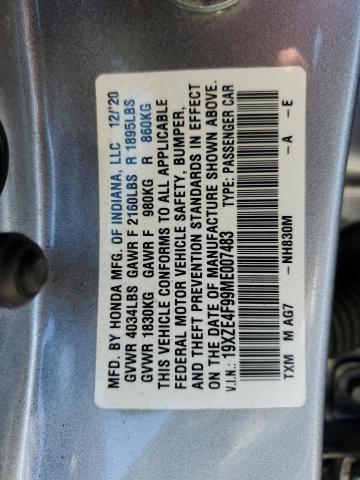 MFD. BY HONDA MFG. OF INDIANA, LLC 12/'20
GVWR 4034LBS GAWR F 2160LBS R 1895LBS
GVWR 1830KG GAWR F 980KG R 860KG
THIS VEHICLE CONFORMS TO ALL APPLICABLE
FEDERAL MOTOR VEHICLE SAFETY, BUMPER,
AND THEFT PREVENTION STANDARDS IN EFFECT
ON THE DATE OF MANUFACTURE SHOWN ABOVE.
V.I.N.: 19XZE4F99ME007483 TYPE: PASSENGER CAR
TXM M AG7 -NH830M -A -E